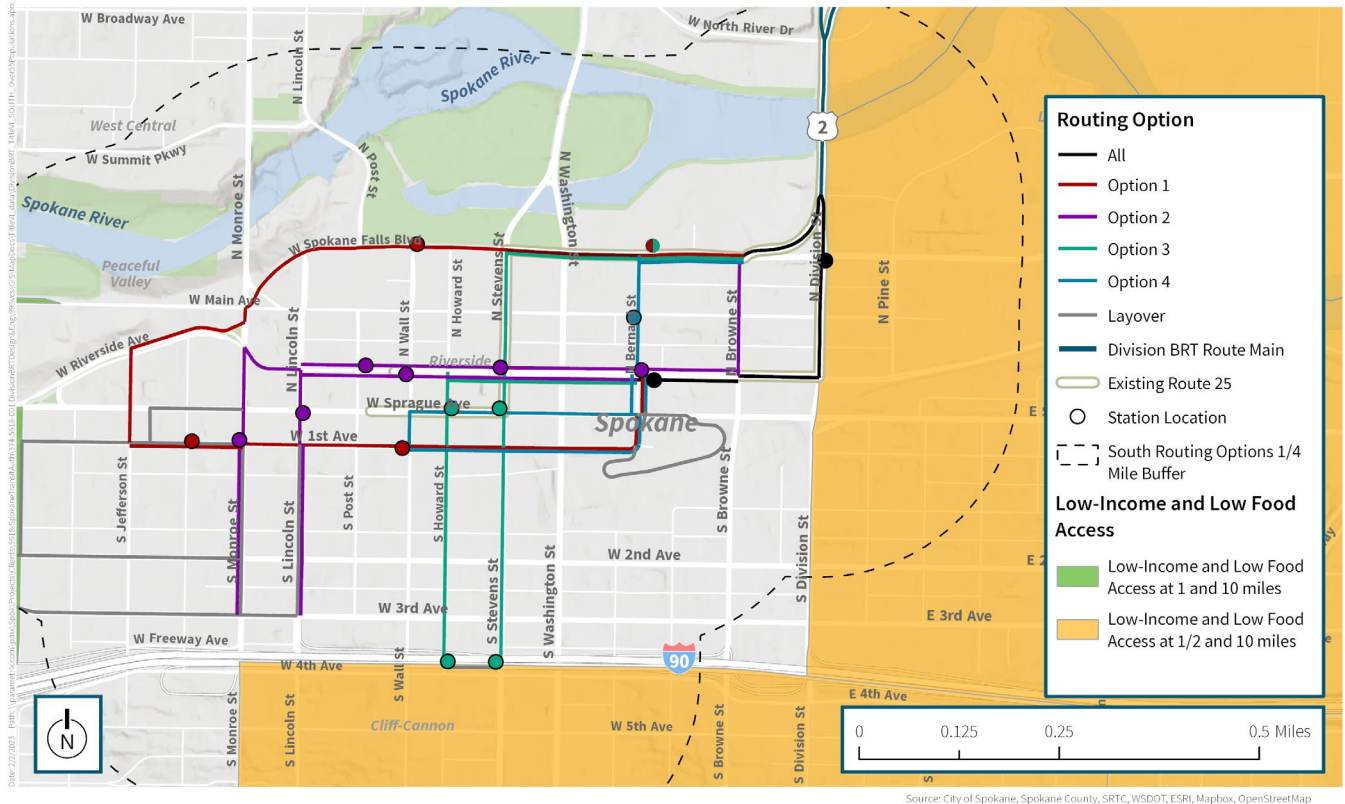 W Broadway Ave
W North River Dr
N Lincoln St
Spokane River
West Central
W Summit Pkwy
N Post St
N Washington St
N Monroe St
Spokane River
Peaceful
Valley
W Spokane Falls Blvd
W Main Ave
W Riverside Ave
N Lincoln St
N Wall St
N Howard St
N Stevens St
Riverside
N Browne St
N Division St
N Pine St
W Sprague Ave
Spokane
W 1st Ave
S Jefferson St
S Monroe St
S Lincoln St
S Post St
S Howard St
S Stevens St
S Washington St
S Browne St
S Division St
W 2nd Ave
W 3rd Ave
E 3rd Ave
W Freeway Ave
W 4th Ave
S Wall St
90
2
E 4th Ave
Cliff-Cannon
W 5th Ave
S Monroe St
S Lincoln St
S Browne St
S Division St
Routing Option
All
Option 1
Option 2
Option 3
Option 4
Layover
Division BRT Route Main
Existing Route 25
Station Location
South Routing Options 1/4
Mile Buffer
Low-Income and Low Food
Access
Low-Income and Low Food
Access at 1 and 10 miles
Low-Income and Low Food
Access at 1/2 and 10 miles
N
0 0.125 0.25 0.5 Miles
Source: City of Spokane, Spokane County, SRTC, WSDOT, ESRI, Mapbox, OpenStreetMap